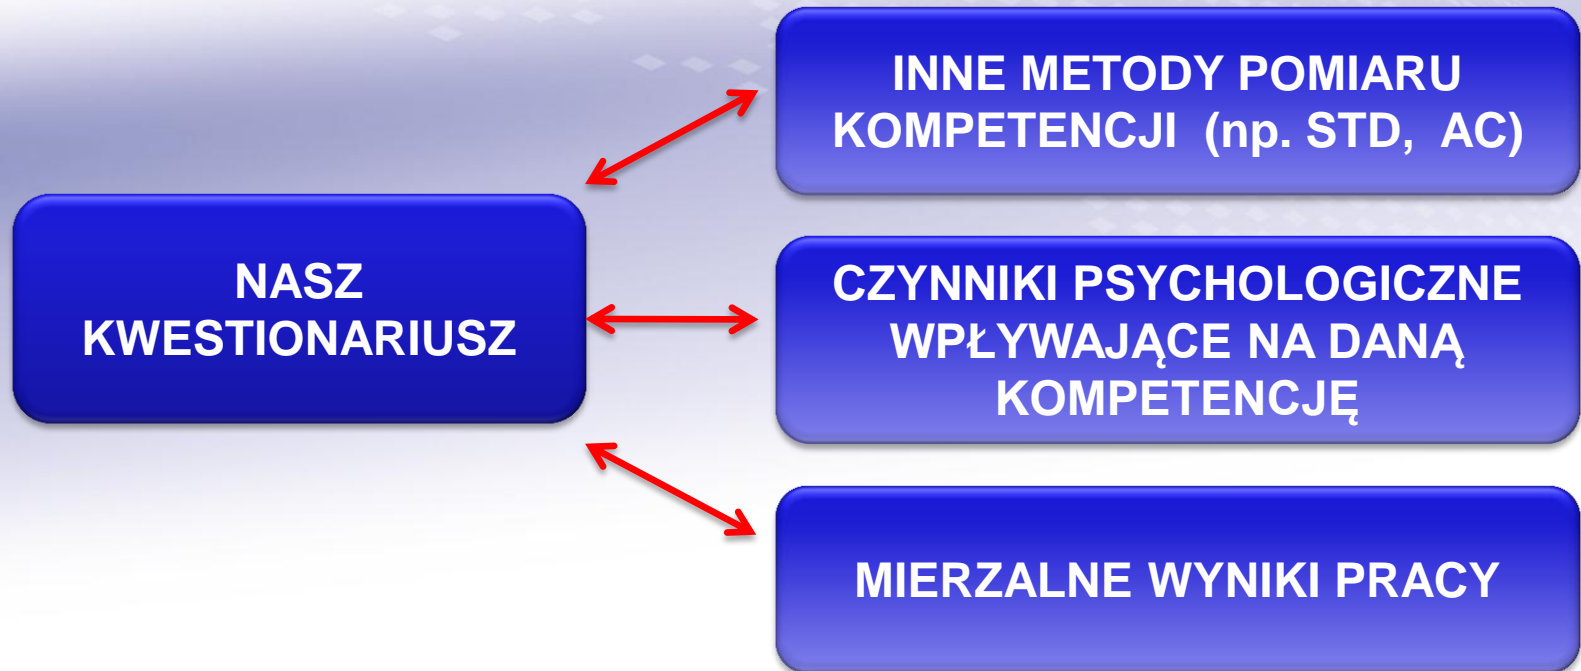 INNE METODY POMIARU
KOMPETENCJI (np. STD, AC)
NASZ
KWESTIONARIUSZ
CZYNNIKI PSYCHOLOGICZNE
WPŁYWAJĄCE NA DANĄ
KOMPETENCJĘ
MIERZALNE WYNIKI PRACY